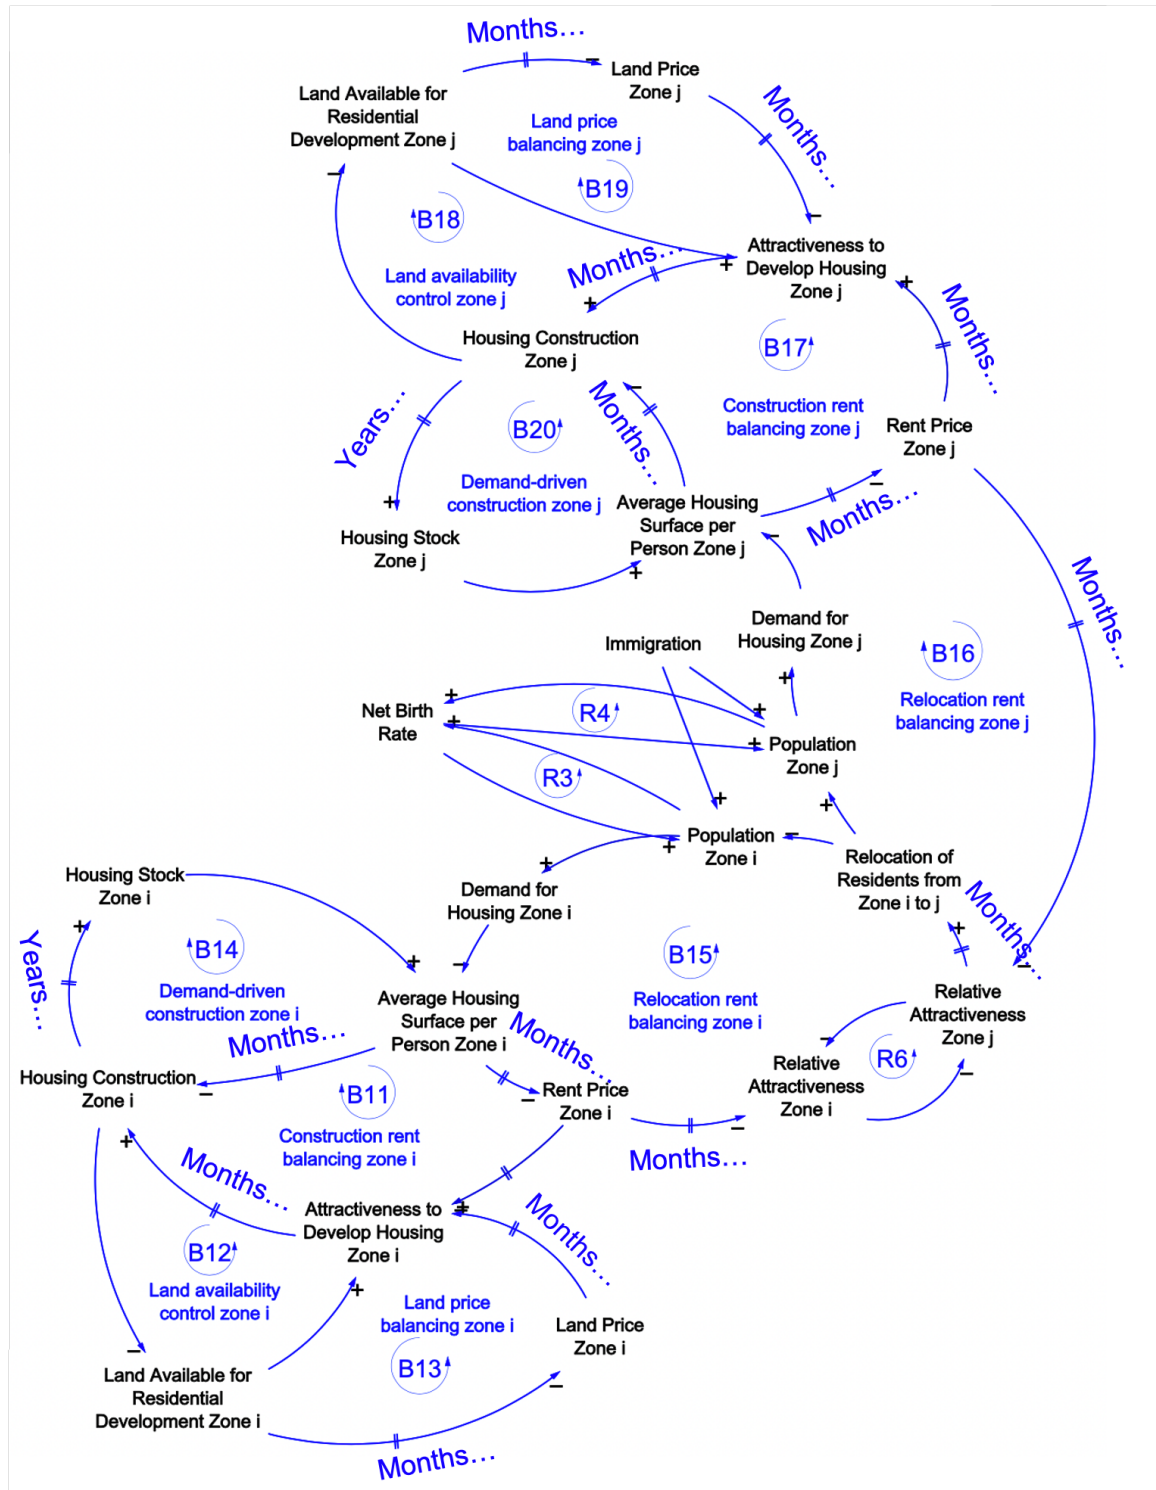 Months...
−
Land Price
Zone j
Land Available for
Residential
Development Zone j
Land price
balancing zone j
Months...
−
B19
B18
−
Attractiveness to
Develop Housing
Zone j
Months...
+
+
+
Land availability
control zone j
Months...
Housing Construction
Zone j
B17
−
Months...
Years...
B20
Construction rent
balancing zone j
Rent Price
Zone j
Demand-driven
construction zone j
−
Months...
+
Average Housing
Surface per
Person Zone j
−
Housing Stock
Zone j
+
Months...
Demand for
Housing Zone j
Immigration
B16
+
Relocation rent
balancing zone j
+
Net Birth
Rate
+
R4
+
+
Population
Zone j
R3
+
+
Population
Zone i
−
+
+
Relocation of
Residents from
Zone i to j
Housing Stock
Zone i
Demand for
Housing Zone i
Months...
+
+
Years...
B14
B15
+
−
−
Demand-driven
construction zone i
Average Housing
Surface per
Person Zone i
Relocation rent
balancing zone i
Relative
Attractiveness
Zone j
Months...
Months...
−
R6
Relative
Attractiveness
Zone i
−
Housing Construction
Zone i
−
B11
−
Rent Price
Zone i
−
+
Construction rent
balancing zone i
Months...
Months...
Attractiveness to
Develop Housing
Zone i
Months...
B12
Land availability
control zone i
+
Land price
balancing zone i
Land Price
Zone i
−
B13
−
Land Available for
Residential
Development Zone i
Months...